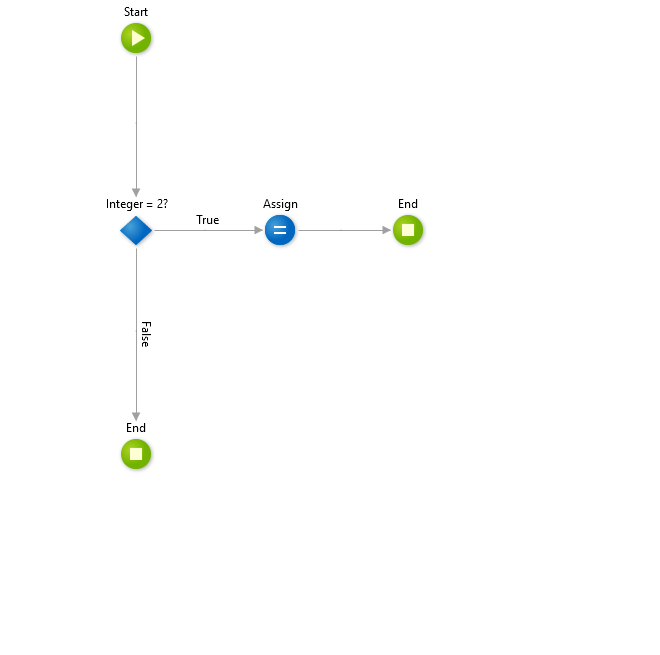 Start
Integer = 2?
True
Assign
End
False
End